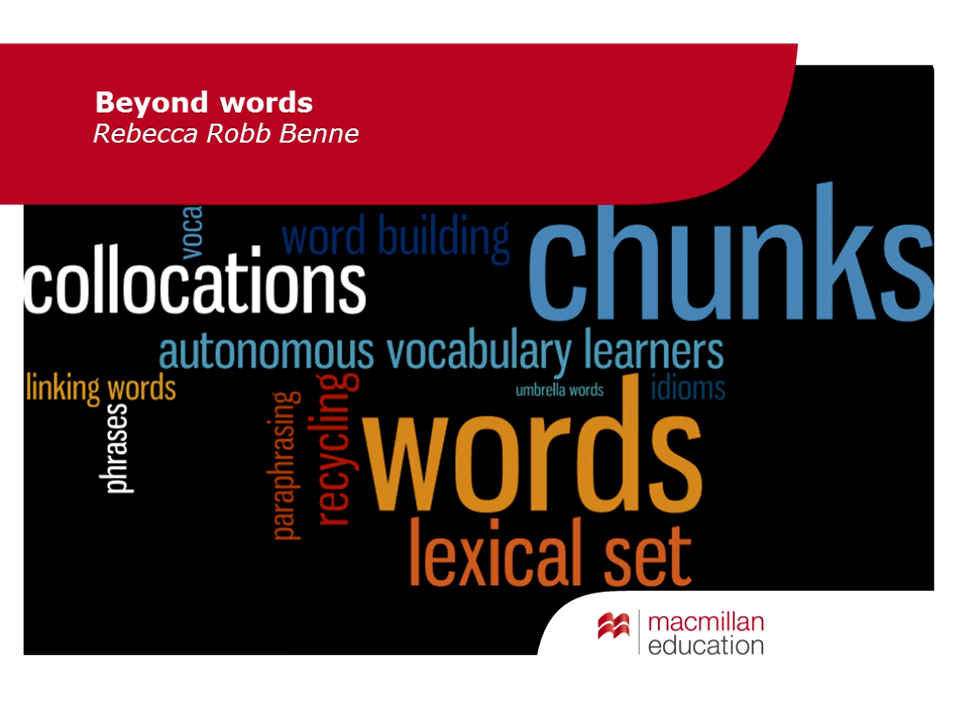 Beyond words
Rebecca Robb Benne
voca
word building
chunks
collocations
autonomous vocabulary learners
linking words
umbrella words
idioms
phrases
paraphrasing
recycling
words
lexical set
macmillan
education